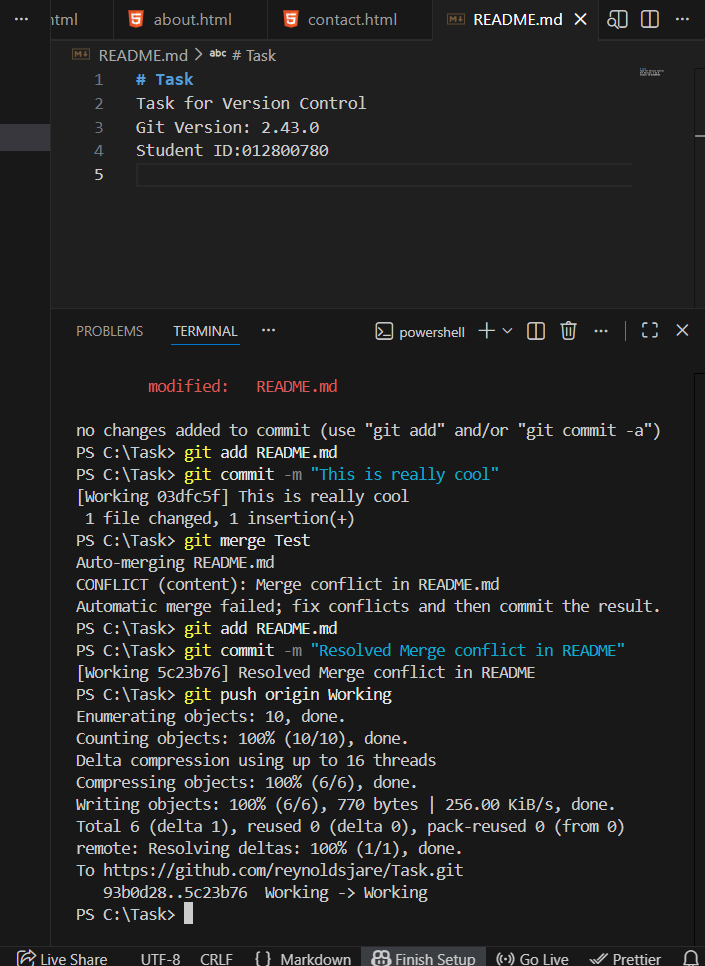 ··· html about.html contact.html README.md ···
README.md > abc # Task
1 # Task
2 Task for Version Control
3 Git Version: 2.43.0
4 Student ID:012800780
5
PROBLEMS TERMINAL ··· powershell ···
modified: README.md
no changes added to commit (use "git add" and/or "git commit -a")
PS C:\Task> git add README.md
PS C:\Task> git commit -m "This is really cool"
[Working 03dfc5f] This is really cool
1 file changed, 1 insertion(+)
PS C:\Task> git merge Test
Auto-merging README.md
CONFLICT (content): Merge conflict in README.md
Automatic merge failed; fix conflicts and then commit the result.
PS C:\Task> git add README.md
PS C:\Task> git commit -m "Resolved Merge conflict in README"
[Working 5c23b76] Resolved Merge conflict in README
PS C:\Task> git push origin Working
Enumerating objects: 10, done.
Counting objects: 100% (10/10), done.
Delta compression using up to 16 threads
Compressing objects: 100% (6/6), done.
Writing objects: 100% (6/6), 770 bytes | 256.00 KiB/s, done.
Total 6 (delta 1), reused 0 (delta 0), pack-reused 0 (from 0)
remote: Resolving deltas: 100% (1/1), done.
To https://github.com/reynoldsjare/Task.git
93b0d28..5c23b76 Working -> Working
PS C:\Task>
Live Share UTF-8 CRLF {} Markdown Finish Setup Go Live Prettier